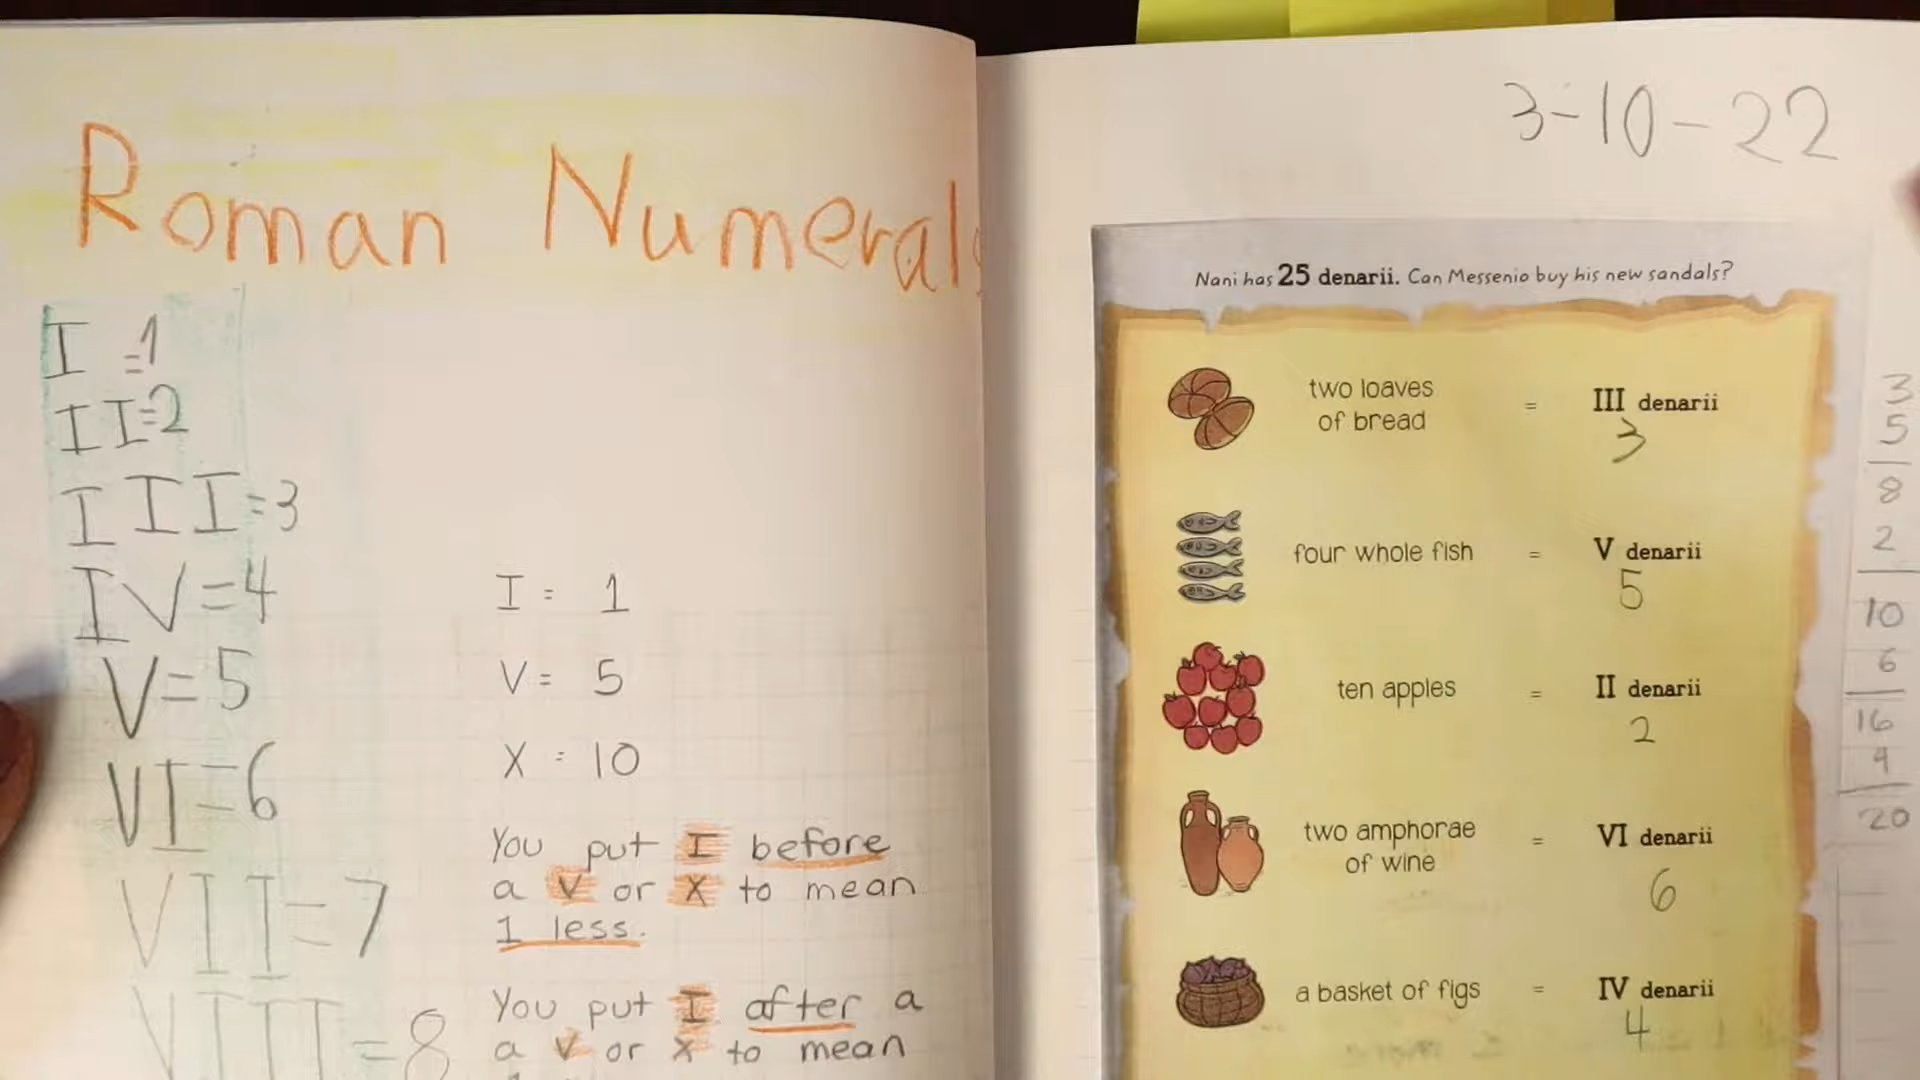 Roman Numerals
I =1
II=2
III=3
IV=4
V=5
VI=6
VII=7
VIII=8
I = 1
V = 5
X = 10
You put I before
a V or X to mean
1 less.
You put I after a
a V or X to mean
3-10-22
Nani has 25 denarii. Can Messenio buy his new sandals?
two loaves
of bread = III denarii
3
four whole fish = V denarii
5
ten apples = II denarii
2
two amphorae
of wine = VI denarii
6
a basket of figs = IV denarii
4
3
5
8
2
10
6
16
4
20